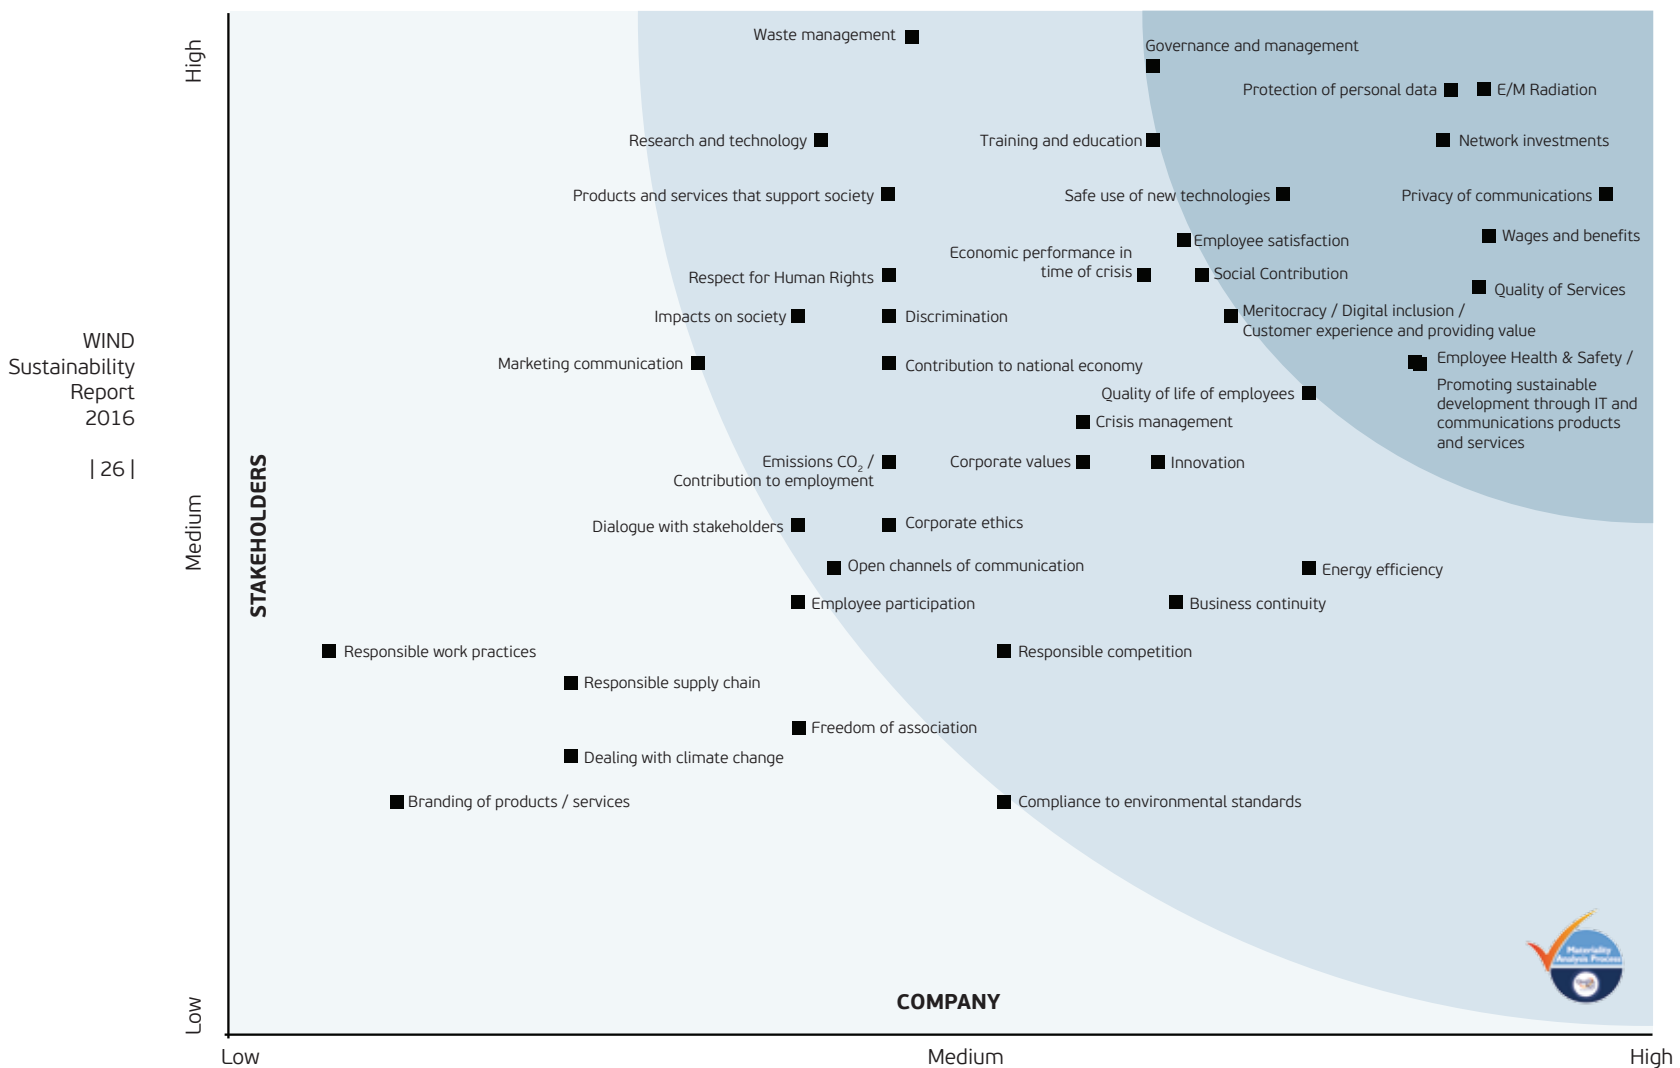 High
Waste management
Governance and management
Protection of personal data
E/M Radiation
Research and technology
Training and education
Network investments
Products and services that support society
Safe use of new technologies
Privacy of communications
Employee satisfaction
Wages and benefits
Economic performance in
time of crisis
Respect for Human Rights
Social Contribution
Quality of Services
Impacts on society
Discrimination
Meritocracy / Digital inclusion /
Customer experience and providing value
WIND
Sustainability
Report
2016
| 26 |
Marketing communication
Contribution to national economy
Employee Health & Safety /
Promoting sustainable
development through IT and
communications products
and services
Quality of life of employees
Crisis management
Emissions CO₂ /
Contribution to employment
Corporate values
Innovation
STAKEHOLDERS
Medium
Dialogue with stakeholders
Corporate ethics
Open channels of communication
Energy efficiency
Employee participation
Business continuity
Responsible work practices
Responsible competition
Responsible supply chain
Freedom of association
Dealing with climate change
Branding of products / services
Compliance to environmental standards
Materiality
Analysis Process
Low
COMPANY
Low
Medium
High